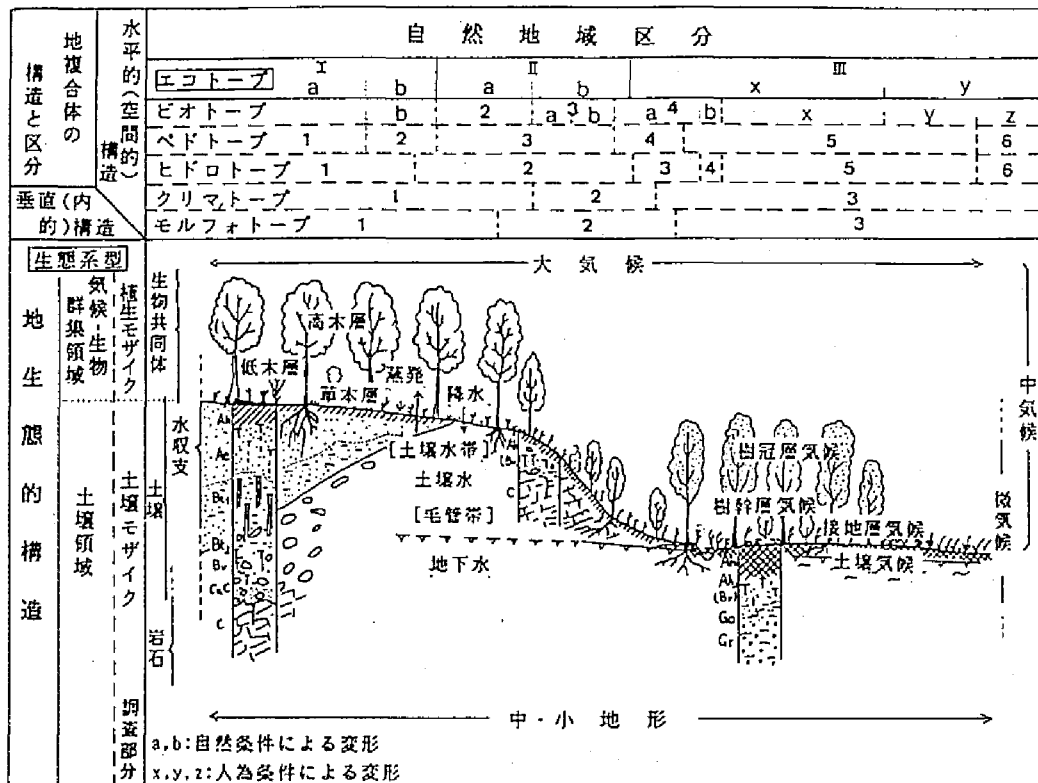 地複合体の
構造と区分
水平的(空間的)
構造
垂直(内
的)構造
自然地域区分
エコトープ I II III
a b a b x y
ビオトープ b 2 3 a b a 4 b x y z
ペドトープ 1 2 3 4 5 6
ヒドロトープ 1 2 3 4 5 6
クリマトープ 1 2 3
モルフォトープ 1 2 3
生態系型
地生態的構造
気候-生物
群集領域
植生モザイク
生物共同体
土壌領域
土壌モザイク
水収支
土壌
岩石
調査部分
大気候
中気候
微気候
高木層
低木層
草本層
蒸発
降水
[土壌水帯]
土壌水
[毛管帯]
地下水
樹冠層気候
樹幹層気候
接地層気候
土壌気候
Ah
Ae
Bv
C
C
Ah
Go
Gr
中・小地形
a,b:自然条件による変形
x,y,z:人為条件による変形